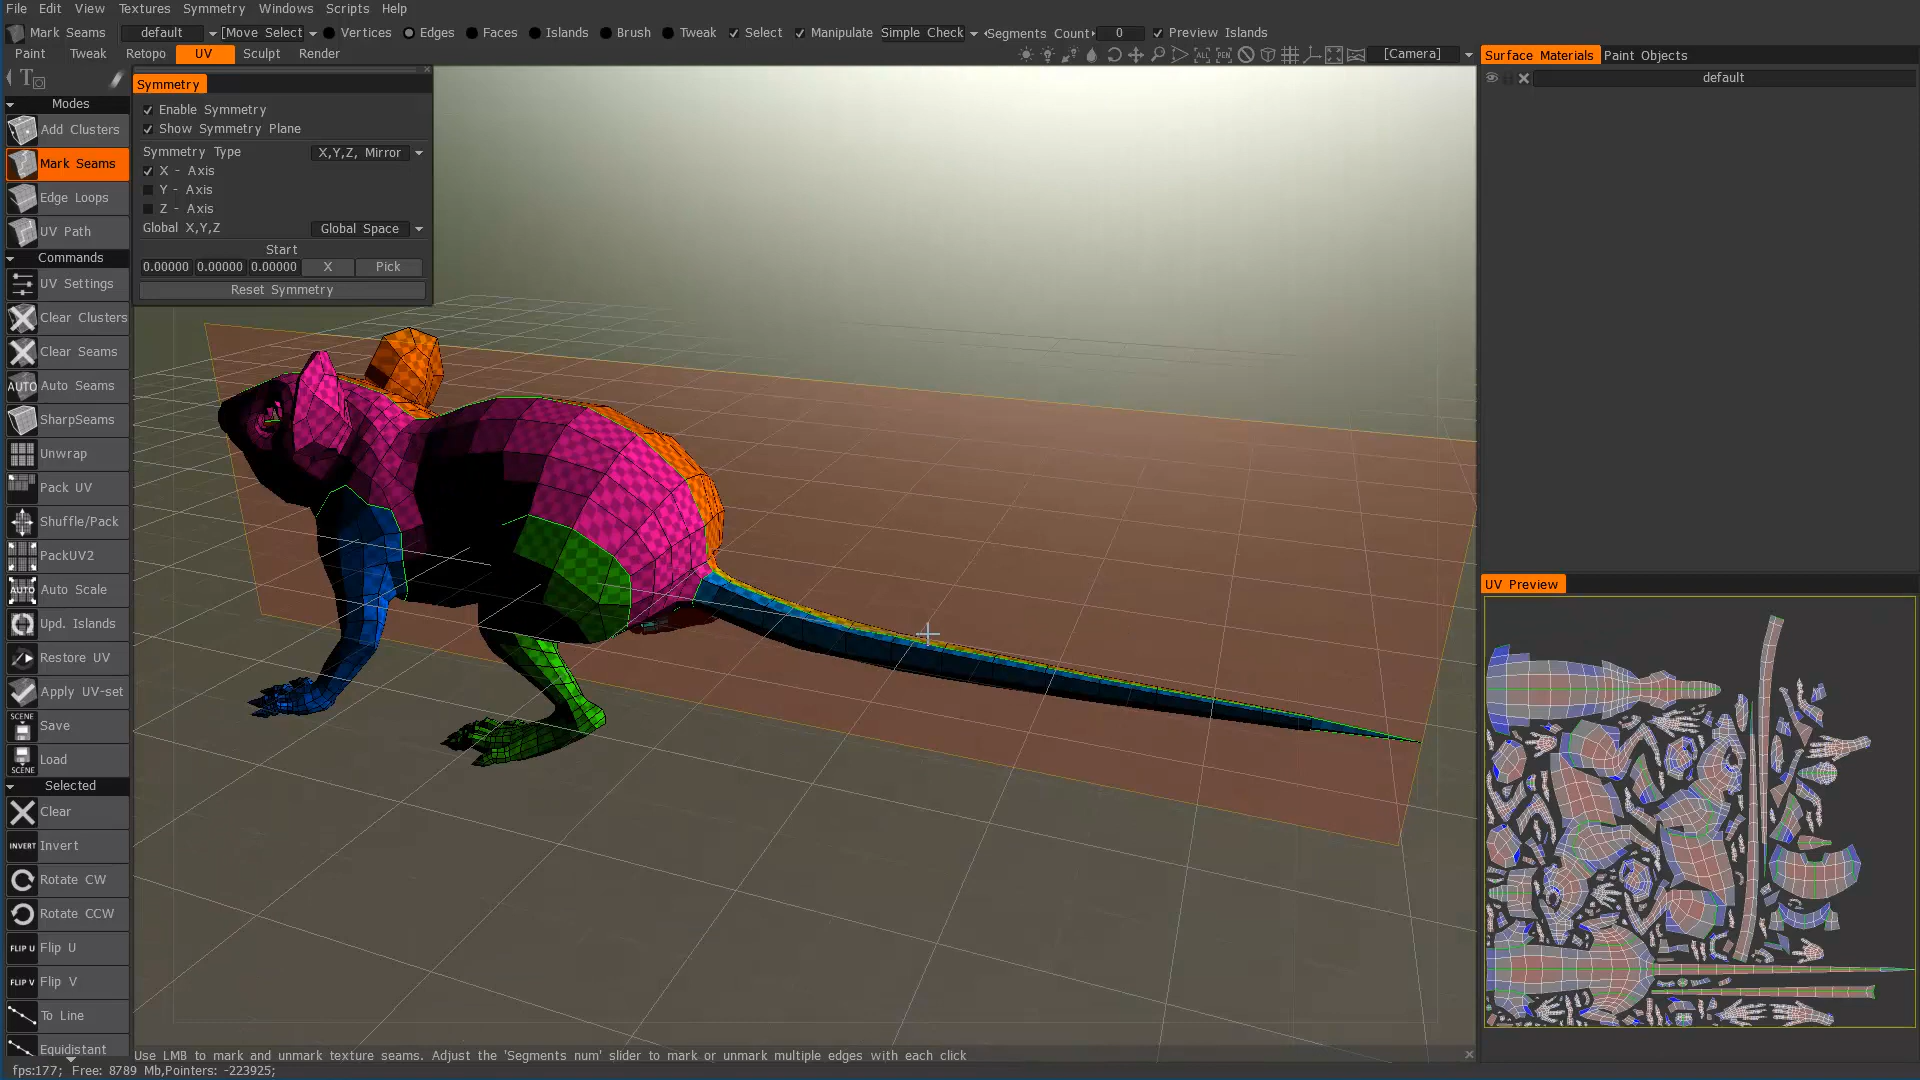 File Edit View Textures Symmetry Windows Scripts Help
Mark Seams default [Move Select Vertices Edges Faces Islands Brush Tweak Select Manipulate Simple Check Segments Count 0 Preview Islands
Paint Tweak Retopo UV Sculpt Render [Camera] Surface Materials Paint Objects
default
Symmetry
Enable Symmetry
Show Symmetry Plane
Symmetry Type X,Y,Z, Mirror
X - Axis
Y - Axis
Z - Axis
Global X,Y,Z Global Space
Start
0.00000 0.00000 0.00000 X Pick
Reset Symmetry
Modes
Add Clusters
Mark Seams
Edge Loops
UV Path
Commands
UV Settings
Clear Clusters
Clear Seams
AUTO Auto Seams
SharpSeams
Unwrap
Pack UV
Shuffle/Pack
PackUV2
AUTO Auto Scale
Upd. Islands
Restore UV
Apply UV-set
SCENE Save
Load SCENE
Selected
Clear
INVERT Invert
Rotate CW
Rotate CCW
FLIP U Flip U
FLIP V Flip V
To Line
Equidistant
UV Preview
Use LMB to mark and unmark texture seams. Adjust the 'Segments num' slider to mark or unmark multiple edges with each click
fps:177; Free: 8789 Mb,Pointers: -223925;